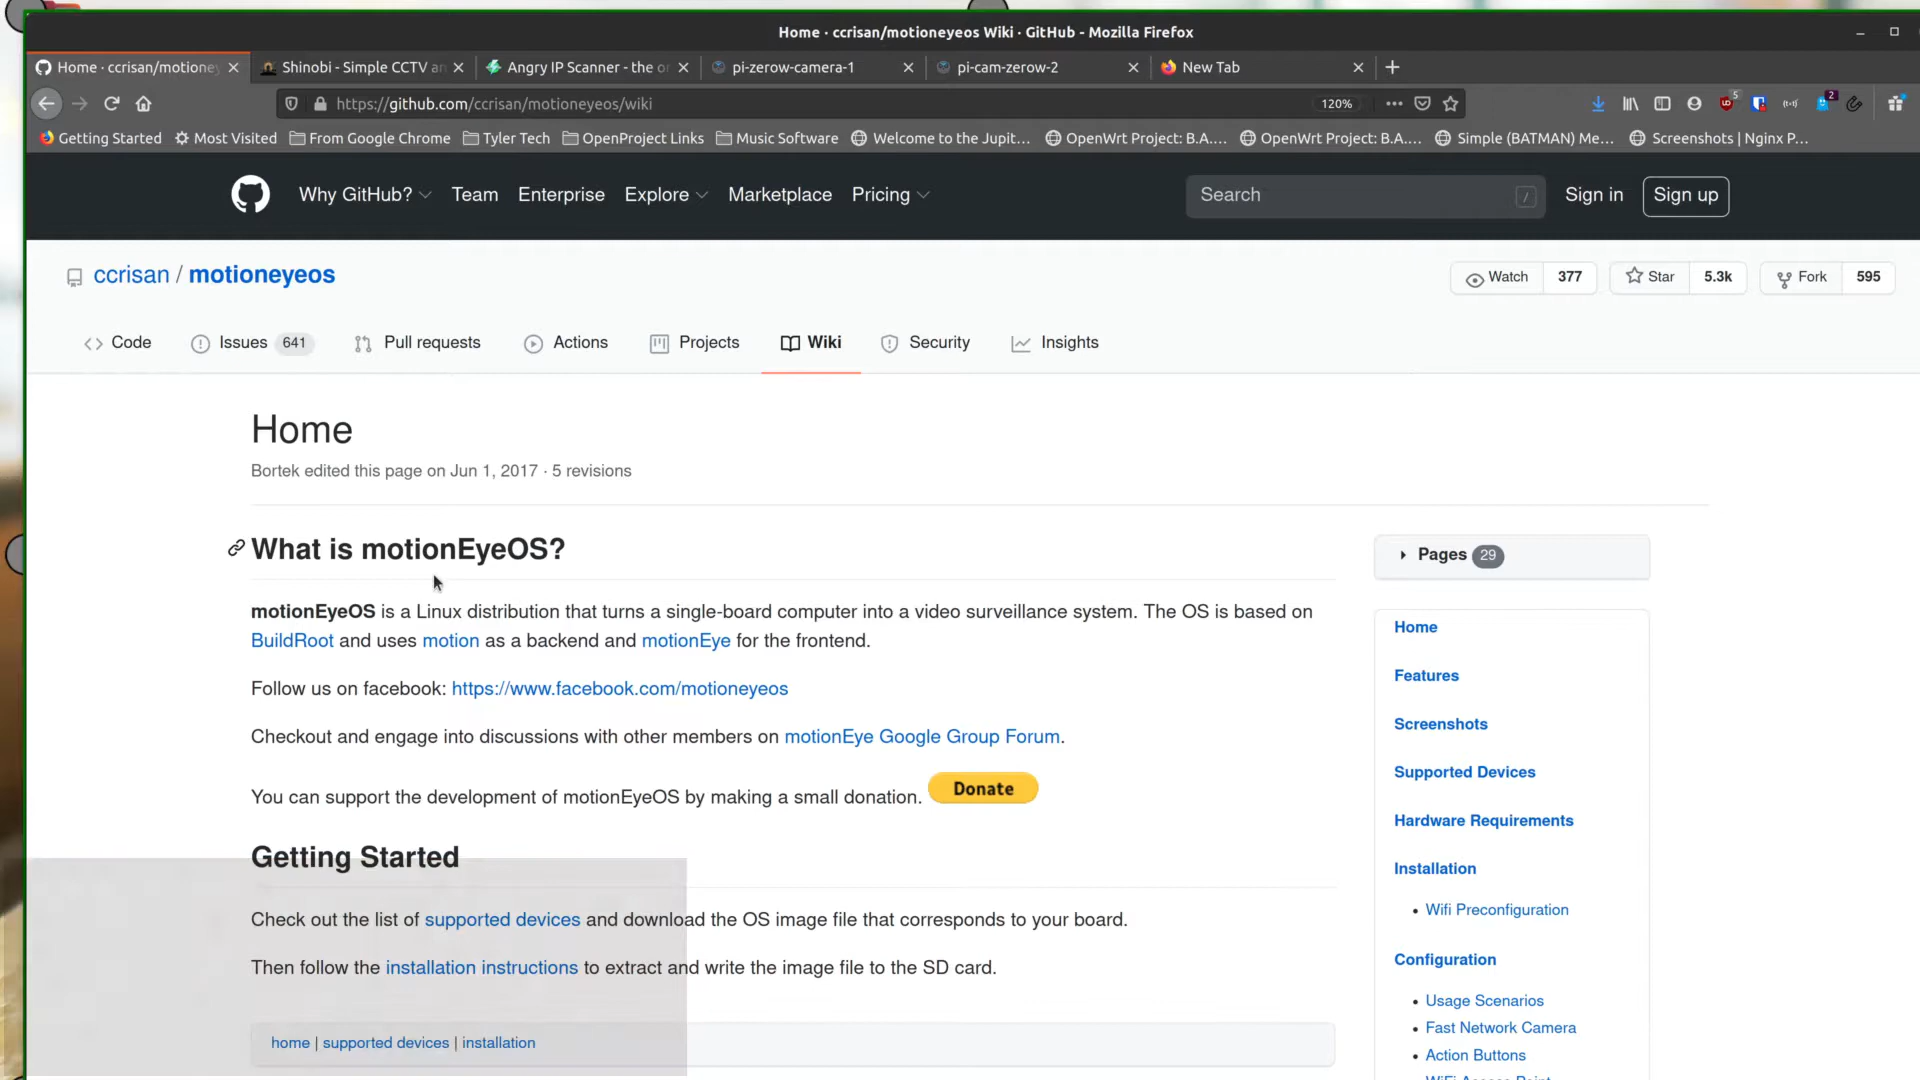 Home · ccrisan/motioneyeos Wiki · GitHub - Mozilla Firefox
Home · ccrisan/motioney
Shinobi - Simple CCTV an
Angry IP Scanner - the or
pi-zerow-camera-1
pi-cam-zerow-2
New Tab
https://github.com/ccrisan/motioneyeos/wiki
120%
5
2
Getting Started
Most Visited
From Google Chrome
Tyler Tech
OpenProject Links
Music Software
Welcome to the Jupit...
OpenWrt Project: B.A....
OpenWrt Project: B.A....
Simple (BATMAN) Me...
Screenshots | Nginx P...
Why GitHub?
Team
Enterprise
Explore
Marketplace
Pricing
Search
/
Sign in
Sign up
ccrisan / motioneyeos
Watch 377
Star 5.3k
Fork 595
Code
Issues 641
Pull requests
Actions
Projects
Wiki
Security
Insights
Home
Bortek edited this page on Jun 1, 2017 · 5 revisions
What is motionEyeOS?
motionEyeOS is a Linux distribution that turns a single-board computer into a video surveillance system. The OS is based on
BuildRoot and uses motion as a backend and motionEye for the frontend.
Follow us on facebook: https://www.facebook.com/motioneyeos
Checkout and engage into discussions with other members on motionEye Google Group Forum.
You can support the development of motionEyeOS by making a small donation. Donate
Getting Started
Check out the list of supported devices and download the OS image file that corresponds to your board.
Then follow the installation instructions to extract and write the image file to the SD card.
home | supported devices | installation
Pages 29
Home
Features
Screenshots
Supported Devices
Hardware Requirements
Installation
• Wifi Preconfiguration
Configuration
• Usage Scenarios
• Fast Network Camera
• Action Buttons